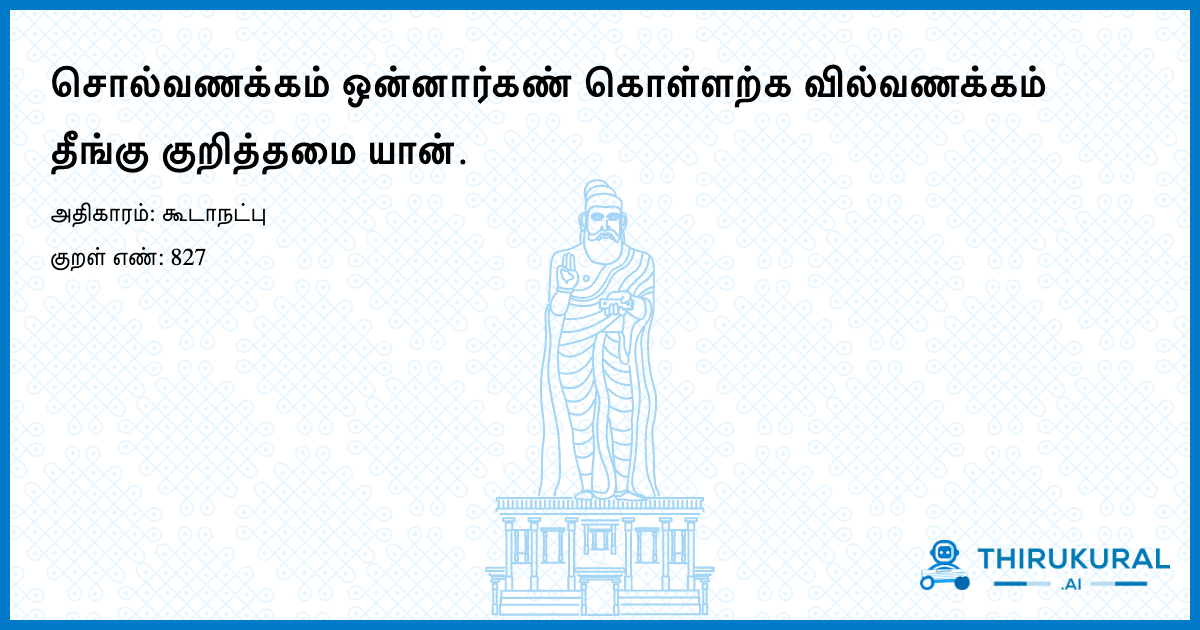 சொல்வணக்கம் ஒன்னார்கண் கொள்ளற்க வில்வணக்கம்
தீங்கு குறித்தமை யான்.
அதிகாரம்: கூடாநட்பு
குறள் எண்: 827
THIRUKURAL
.AI